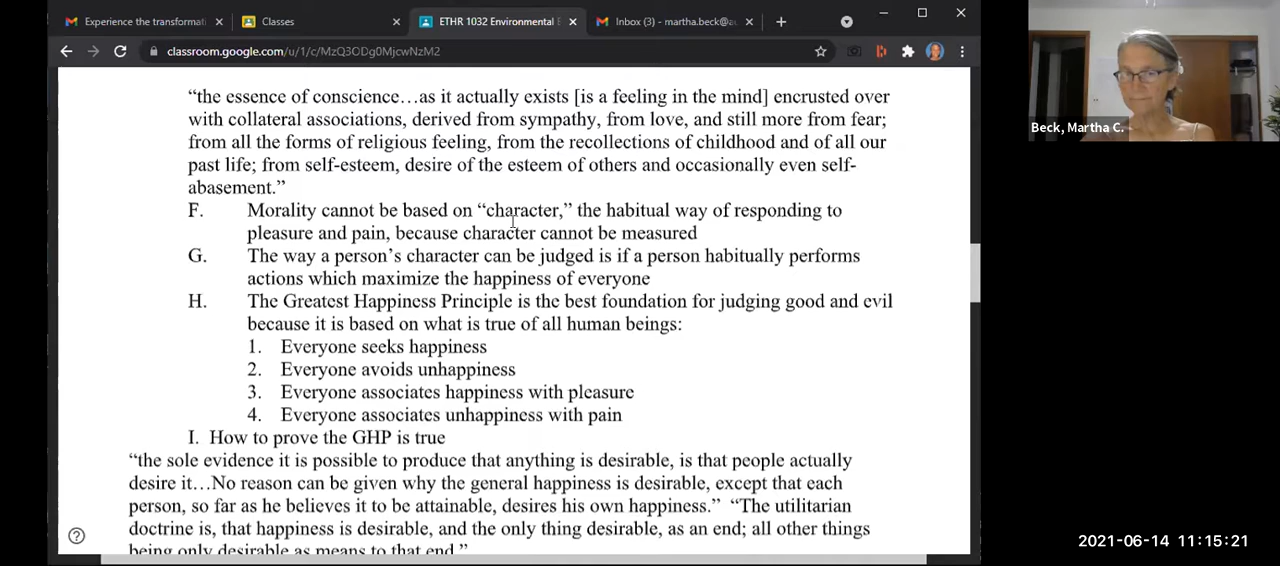 Experience the transformati
Classes
ETHR 1032 Environmental E
Inbox (3) - martha.beck@a
classroom.google.com/u/1/c/MzQ3ODg0MjcwNzM2
“the essence of conscience…as it actually exists [is a feeling in the mind] encrusted over
with collateral associations, derived from sympathy, from love, and still more from fear;
from all the forms of religious feeling, from the recollections of childhood and of all our
past life; from self-esteem, desire of the esteem of others and occasionally even self-
abasement.”
F. Morality cannot be based on “character,” the habitual way of responding to
pleasure and pain, because character cannot be measured
G. The way a person’s character can be judged is if a person habitually performs
actions which maximize the happiness of everyone
H. The Greatest Happiness Principle is the best foundation for judging good and evil
because it is based on what is true of all human beings:
1. Everyone seeks happiness
2. Everyone avoids unhappiness
3. Everyone associates happiness with pleasure
4. Everyone associates unhappiness with pain
I. How to prove the GHP is true
“the sole evidence it is possible to produce that anything is desirable, is that people actually
desire it…No reason can be given why the general happiness is desirable, except that each
person, so far as he believes it to be attainable, desires his own happiness.” “The utilitarian
doctrine is, that happiness is desirable, and the only thing desirable, as an end; all other things
being only desirable as means to that end.”
Beck, Martha C.
2021-06-14 11:15:21